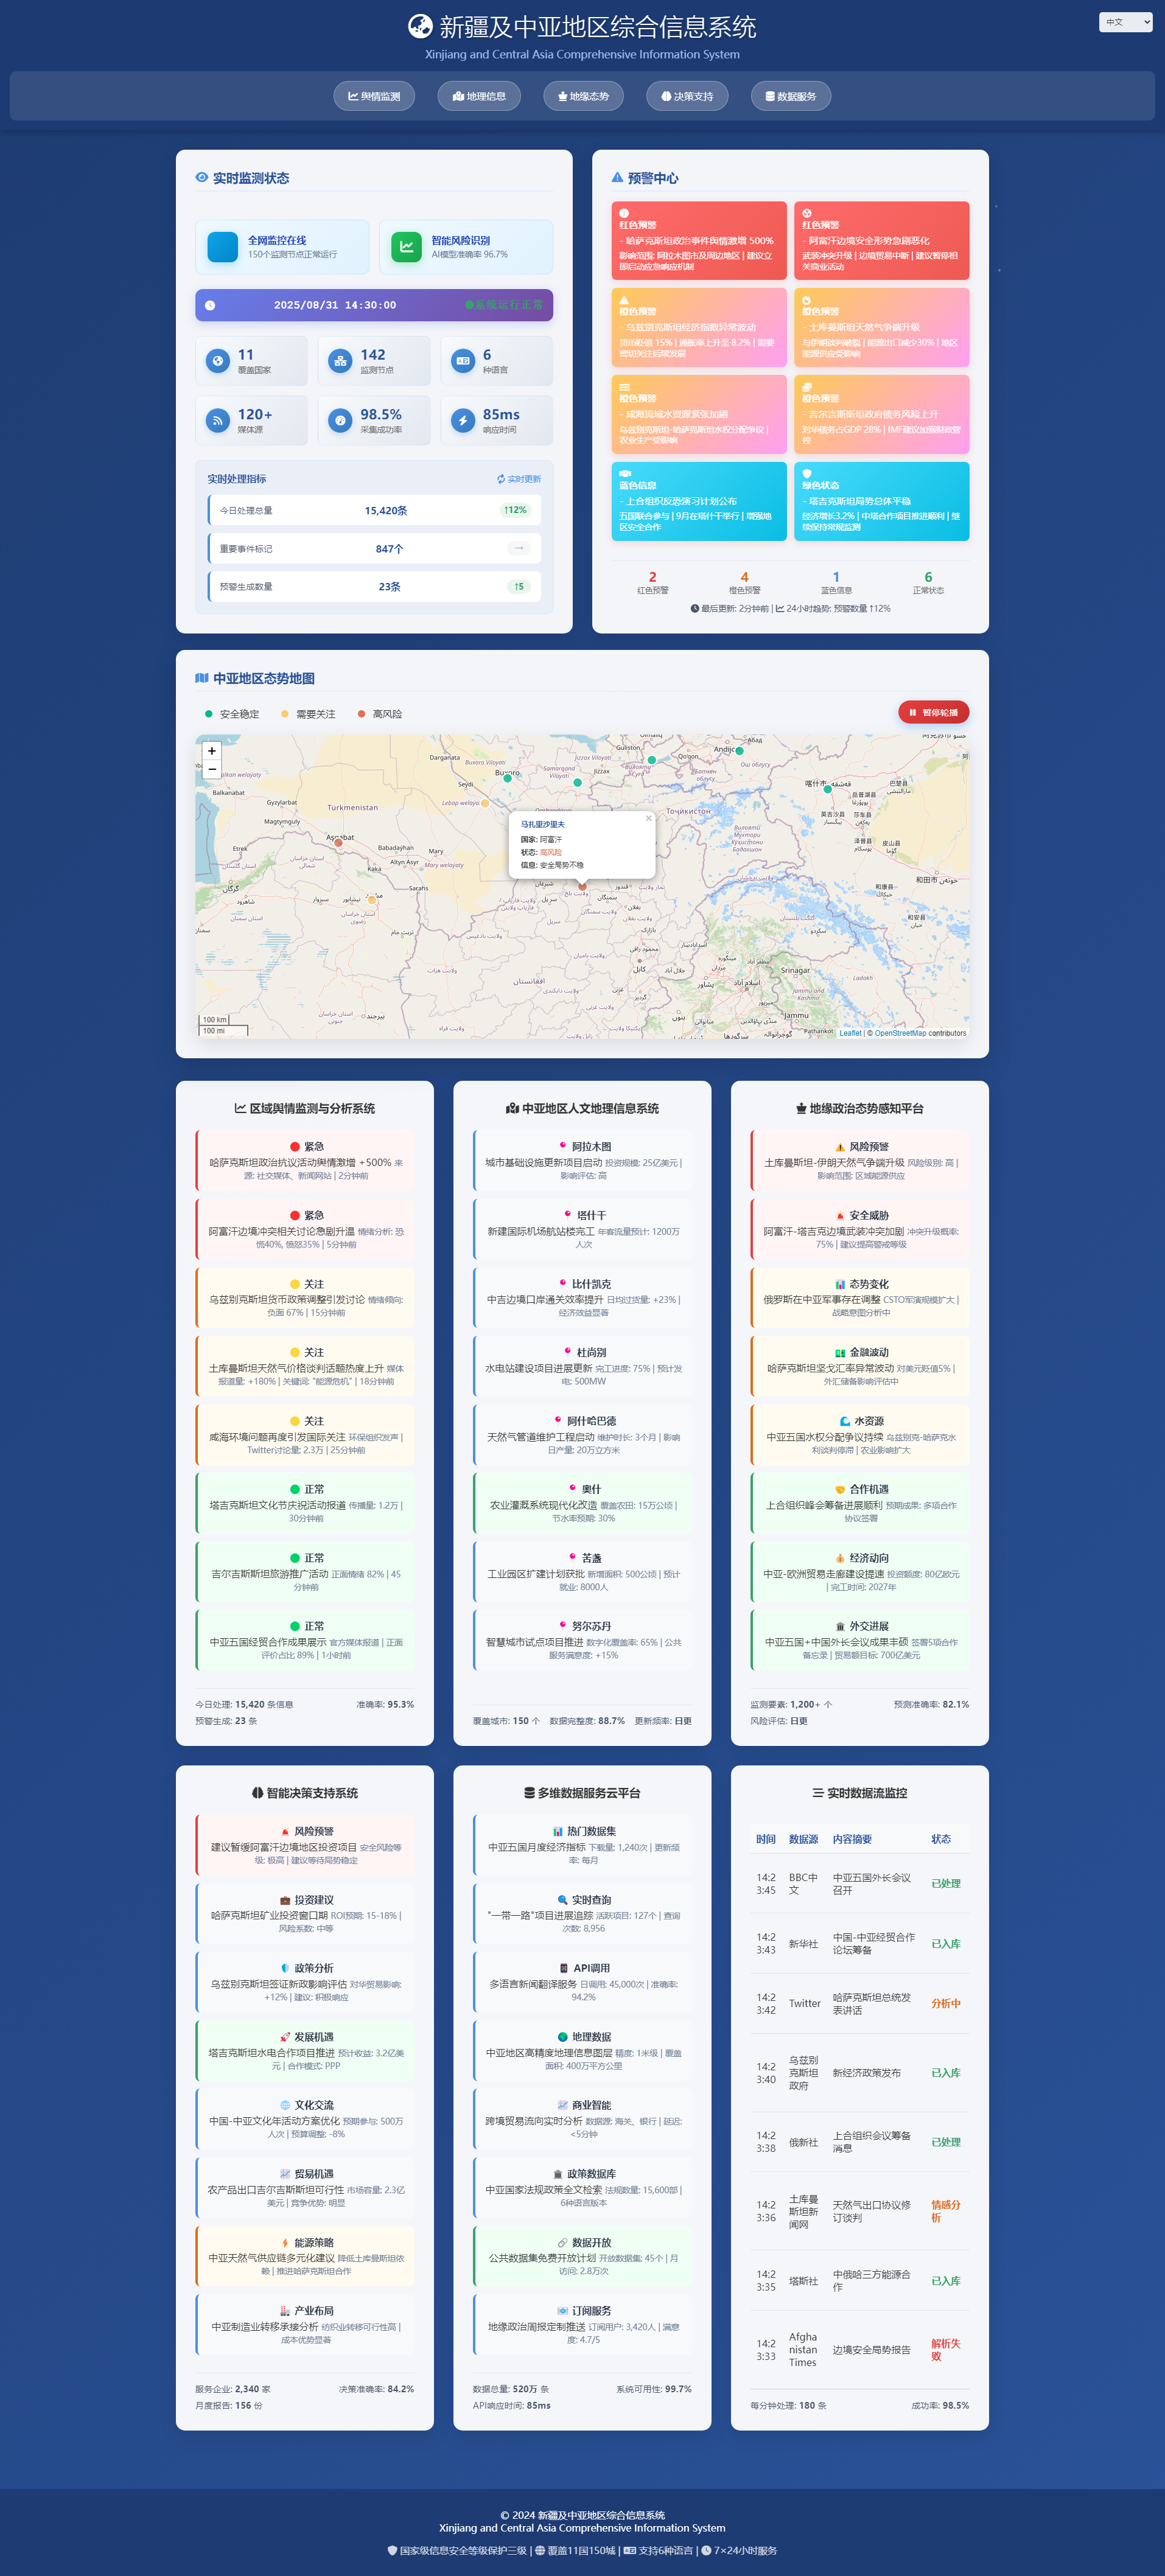 新疆及中亚地区综合信息系统
中文
Xinjiang and Central Asia Comprehensive Information System
舆情监测
地理信息
地缘态势
决策支持
数据服务
实时监测状态
全网监控在线
150个监测节点正常运行
智能风险识别
AI模型准确率 96.7%
2025/08/31 14:30:00
系统运行正常
11
覆盖国家
142
监测节点
6
种语言
120+
媒体源
98.5%
采集成功率
85ms
响应时间
实时处理指标
实时更新
今日处理总量
15,420条
↑12%
重要事件标记
847个
→
预警生成数量
23条
↑5
预警中心
红色预警
- 哈萨克斯坦政治事件舆情激增 500%
影响范围: 阿拉木图市及周边地区 | 建议立
即启动应急响应机制
红色预警
- 阿富汗边境安全形势急剧恶化
武装冲突升级 | 边境贸易中断 | 建议暂停相
关商业活动
橙色预警
- 乌兹别克斯坦经济指数异常波动
货币贬值 15% | 通胀率上升至 8.2% | 需要
密切关注后续发展
橙色预警
- 土库曼斯坦天然气争端升级
与伊朗谈判破裂 | 能源出口减少30% | 地区
能源供应受影响
橙色预警
- 咸海流域水资源紧张加剧
乌兹别克斯坦-哈萨克斯坦水权分配争议 |
农业生产受影响
橙色预警
- 吉尔吉斯斯坦政府债务风险上升
对华债务占GDP 28% | IMF建议加强财政管
控
蓝色信息
- 上合组织反恐演习计划公布
五国联合参与 | 9月在塔什干举行 | 增强地
区安全合作
绿色状态
- 塔吉克斯坦局势总体平稳
经济增长3.2% | 中塔合作项目推进顺利 | 继
续保持常规监测
2
红色预警
4
橙色预警
1
蓝色信息
6
正常状态
最后更新: 2分钟前 | 24小时趋势: 预警数量 ↑12%
中亚地区态势地图
安全稳定
需要关注
高风险
暂停轮播
+
−
Guliston
Andijon
Qo'qon
Jizzax
Buxoro
Darganata
Seydi
Balkanabat
Gyzylarbat
Türkmenistan
Magtymguly
Lebap welaýaty
Тоҷикистон
Etrek
Aşgabat
Babadaýhan
Mary
Kaka
Altyn Asyr
Mary welaýaty
Sarahs
喀什市
和田市
皮山县
Srinagar
Ladakh
Jammu
Pathankot
افغانستان
کابل
马扎里沙里夫
×
国家: 阿富汗
状态: 高风险
信息: 安全局势不稳
100 km
100 mi
Leaflet | © OpenStreetMap contributors
区域舆情监测与分析系统
紧急
哈萨克斯坦政治抗议活动舆情激增 +500% 来
源: 社交媒体、新闻网站 | 2分钟前
紧急
阿富汗边境冲突相关讨论急剧升温 情绪分析: 恐
慌40%, 愤怒35% | 5分钟前
关注
乌兹别克斯坦货币政策调整引发讨论 情绪倾向:
负面 67% | 15分钟前
关注
土库曼斯坦天然气价格谈判话题热度上升 媒体
报道量: +180% | 关键词: "能源危机" | 18分钟前
关注
咸海环境问题再度引发国际关注 环保组织发声 |
Twitter讨论量: 2.3万 | 25分钟前
正常
塔吉克斯坦文化节庆祝活动报道 传播量: 1.2万 |
30分钟前
正常
吉尔吉斯斯坦旅游推广活动 正面情绪 82% | 45
分钟前
正常
中亚五国经贸合作成果展示 官方媒体报道 | 正面
评价占比 89% | 1小时前
今日处理: 15,420 条信息
准确率: 95.3%
预警生成: 23 条
中亚地区人文地理信息系统
阿拉木图
城市基础设施更新项目启动 投资规模: 25亿美元 |
影响评估: 高
塔什干
新建国际机场航站楼完工 年客流量预计: 1200万
人次
比什凯克
中吉边境口岸通关效率提升 日均过货量: +23% |
经济效益显著
杜尚别
水电站建设项目进展更新 完工进度: 75% | 预计发
电: 500MW
阿什哈巴德
天然气管道维护工程启动 维护时长: 3个月 | 影响
日产量: 20万立方米
奥什
农业灌溉系统现代化改造 覆盖农田: 15万公顷 |
节水率预期: 30%
苦盏
工业园区扩建计划获批 新增面积: 500公顷 | 预计
就业: 8000人
努尔苏丹
智慧城市试点项目推进 数字化覆盖率: 65% | 公共
服务满意度: +15%
覆盖城市: 150 个
数据完整度: 88.7%
更新频率: 日更
地缘政治态势感知平台
风险预警
土库曼斯坦-伊朗天然气争端升级 风险级别: 高 |
影响范围: 区域能源供应
安全威胁
阿富汗-塔吉克边境武装冲突加剧 冲突升级概率:
75% | 建议提高警戒等级
态势变化
俄罗斯在中亚军事存在调整 CSTO军演规模扩大 |
战略意图分析中
金融波动
哈萨克斯坦坚戈汇率异常波动 对美元贬值5% |
外汇储备影响评估中
水资源
中亚五国水权分配争议持续 乌兹别克-哈萨克水
利谈判停滞 | 农业影响扩大
合作机遇
上合组织峰会筹备进展顺利 预期成果: 多项合作
协议签署
经济动向
中亚-欧洲贸易走廊建设提速 投资额度: 80亿欧元
| 完工时间: 2027年
外交进展
中亚五国+中国外长会议成果丰硕 签署5项合作
备忘录 | 贸易额目标: 700亿美元
监测要素: 1,200+ 个
预测准确率: 82.1%
风险评估: 日更
智能决策支持系统
风险预警
建议暂缓阿富汗边境地区投资项目 安全风险等
级: 极高 | 建议等待局势稳定
投资建议
哈萨克斯坦矿业投资窗口期 ROI预期: 15-18% |
风险系数: 中等
政策分析
乌兹别克斯坦签证新政影响评估 对华贸易影响:
+12% | 建议: 积极响应
发展机遇
塔吉克斯坦水电合作项目推进 预计收益: 3.2亿美
元 | 合作模式: PPP
文化交流
中国-中亚文化年活动方案优化 预期参与: 500万
人次 | 预算调整: -8%
贸易机遇
农产品出口吉尔吉斯斯坦可行性 市场容量: 2.3亿
美元 | 竞争优势: 明显
能源策略
中亚天然气供应链多元化建议 降低土库曼斯坦依
赖 | 推进哈萨克斯坦合作
产业布局
中亚制造业转移承接分析 纺织业转移可行性高 |
成本优势显著
服务企业: 2,340 家
决策准确率: 84.2%
月度报告: 156 份
多维数据服务云平台
热门数据集
中亚五国月度经济指标 下载量: 1,240次 | 更新频
率: 每月
实时查询
"一带一路"项目进展追踪 活跃项目: 127个 | 查询
次数: 8,956
API调用
多语言新闻翻译服务 日调用: 45,000次 | 准确率:
94.2%
地理数据
中亚地区高精度地理信息图层 精度: 1米级 | 覆盖
面积: 400万平方公里
商业智能
跨境贸易流向实时分析 数据源: 海关、银行 | 延迟:
<5分钟
政策数据库
中亚国家法规政策全文检索 法规数量: 15,600部 |
6种语言版本
数据开放
公共数据集免费开放计划 开放数据集: 45个 | 月
访问: 2.8万次
订阅服务
地缘政治周报定制推送 订阅用户: 3,420人 | 满意
度: 4.7/5
数据总量: 520万 条
系统可用性: 99.7%
API响应时间: 85ms
实时数据流监控
时间 数据源 内容摘要 状态
14:23:45 BBC中文 中亚五国外长会议召开 已处理
14:23:43 新华社 中国-中亚经贸合作论坛筹备 已入库
14:23:42 Twitter 哈萨克斯坦总统发表讲话 分析中
14:23:40 乌兹别克斯坦政府 新经济政策发布 已入库
14:23:38 俄新社 上合组织会议筹备消息 已处理
14:23:36 土库曼斯坦新闻网 天然气出口协议修订谈判 情感分析
14:23:35 塔斯社 中俄哈三方能源合作 已入库
14:23:33 Afghanistan Times 边境安全局势报告 解析失败
每分钟处理: 180 条
成功率: 98.5%
© 2024 新疆及中亚地区综合信息系统
Xinjiang and Central Asia Comprehensive Information System
国家级信息安全等级保护三级 | 覆盖11国150城 | 支持6种语言 | 7×24小时服务